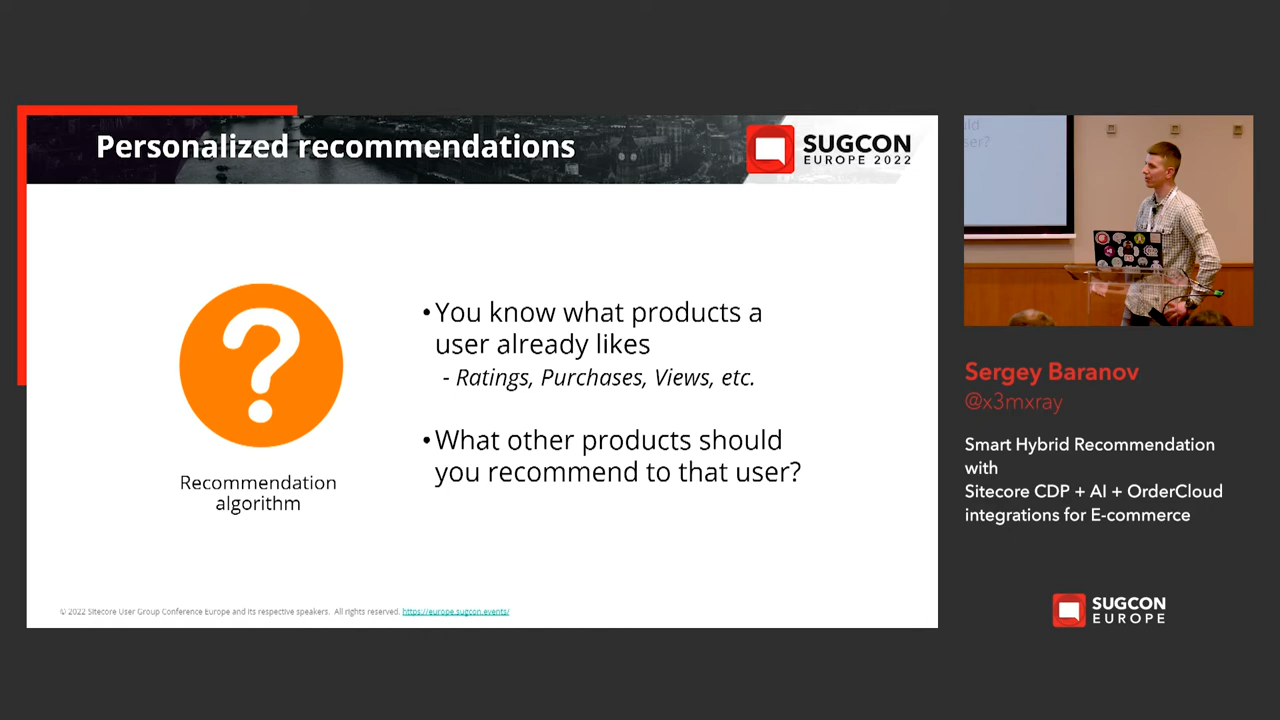 Personalized recommendations
SUGCON
EUROPE 2022
•You know what products a
user already likes
- Ratings, Purchases, Views, etc.
•What other products should
you recommend to that user?
Recommendation
algorithm
© 2022 Sitecore User Group Conference Europe and its respective speakers. All rights reserved. https://europe.sugcon.events/
Sergey Baranov
@x3mxray
Smart Hybrid Recommendation
with
Sitecore CDP + AI + OrderCloud
integrations for E-commerce
SUGCON
EUROPE